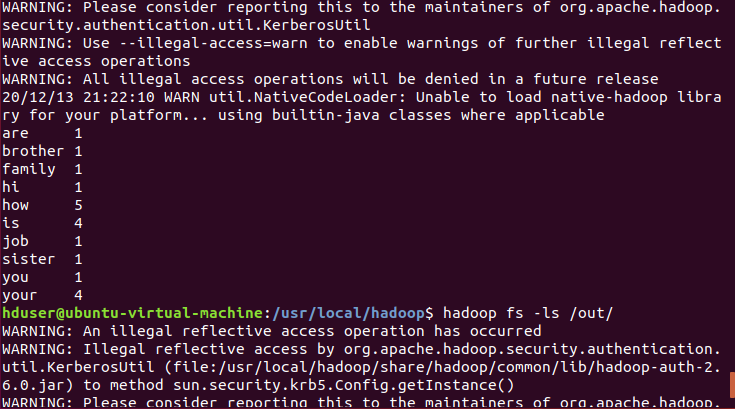 WARNING: Please consider reporting this to the maintainers of org.apache.hadoop.
security.authentication.util.KerberosUtil
WARNING: Use --illegal-access=warn to enable warnings of further illegal reflect
ive access operations
WARNING: All illegal access operations will be denied in a future release
20/12/13 21:22:10 WARN util.NativeCodeLoader: Unable to load native-hadoop libra
ry for your platform... using builtin-java classes where applicable
are 1
brother 1
family 1
hi 1
how 5
is 4
job 1
sister 1
you 1
your 4
hduser@ubuntu-virtual-machine:/usr/local/hadoop$ hadoop fs -ls /out/
WARNING: An illegal reflective access operation has occurred
WARNING: Illegal reflective access by org.apache.hadoop.security.authentication.
util.KerberosUtil (file:/usr/local/hadoop/share/hadoop/common/lib/hadoop-auth-2.
6.0.jar) to method sun.security.krb5.Config.getInstance()
WARNING: Please consider reporting this to the maintainers of org.apache.hadoop.